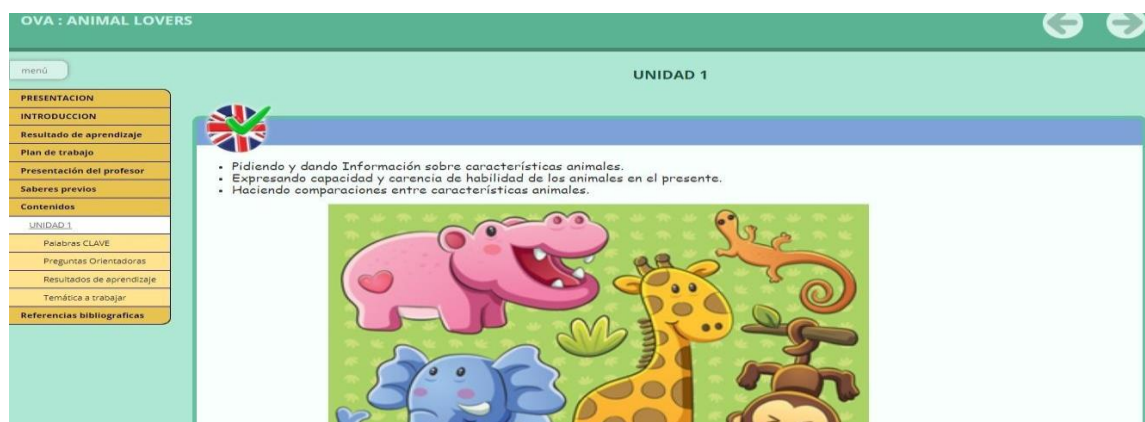 OVA : ANIMAL LOVERS
menú
PRESENTACION
INTRODUCCION
Resultado de aprendizaje
Plan de trabajo
Presentación del profesor
Saberes previos
Contenidos
UNIDAD 1
Palabras CLAVE
Preguntas Orientadoras
Resultados de aprendizaje
Temática a trabajar
Referencias bibliograficas
UNIDAD 1
• Pidiendo y dando Información sobre características animales.
• Expresando capacidad y carencia de habilidad de los animales en el presente.
• Haciendo comparaciones entre características animales.